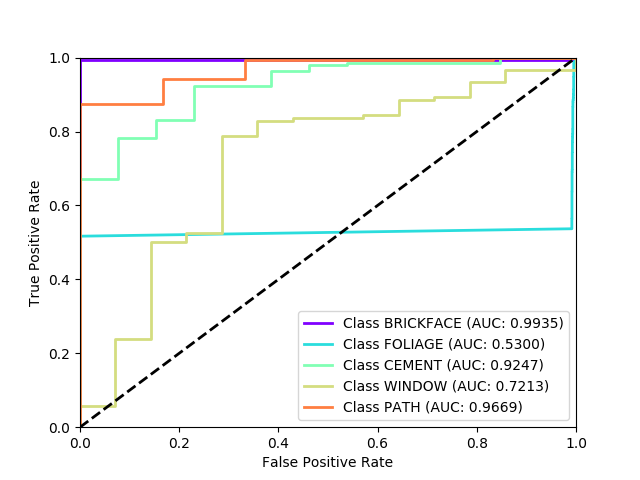 1.0
0.8
0.6
0.4
0.2
0.0
True Positive Rate
Class BRICKFACE (AUC: 0.9935)
Class FOLIAGE (AUC: 0.5300)
Class CEMENT (AUC: 0.9247)
Class WINDOW (AUC: 0.7213)
Class PATH (AUC: 0.9669)
0.0 0.2 0.4 0.6 0.8 1.0
False Positive Rate